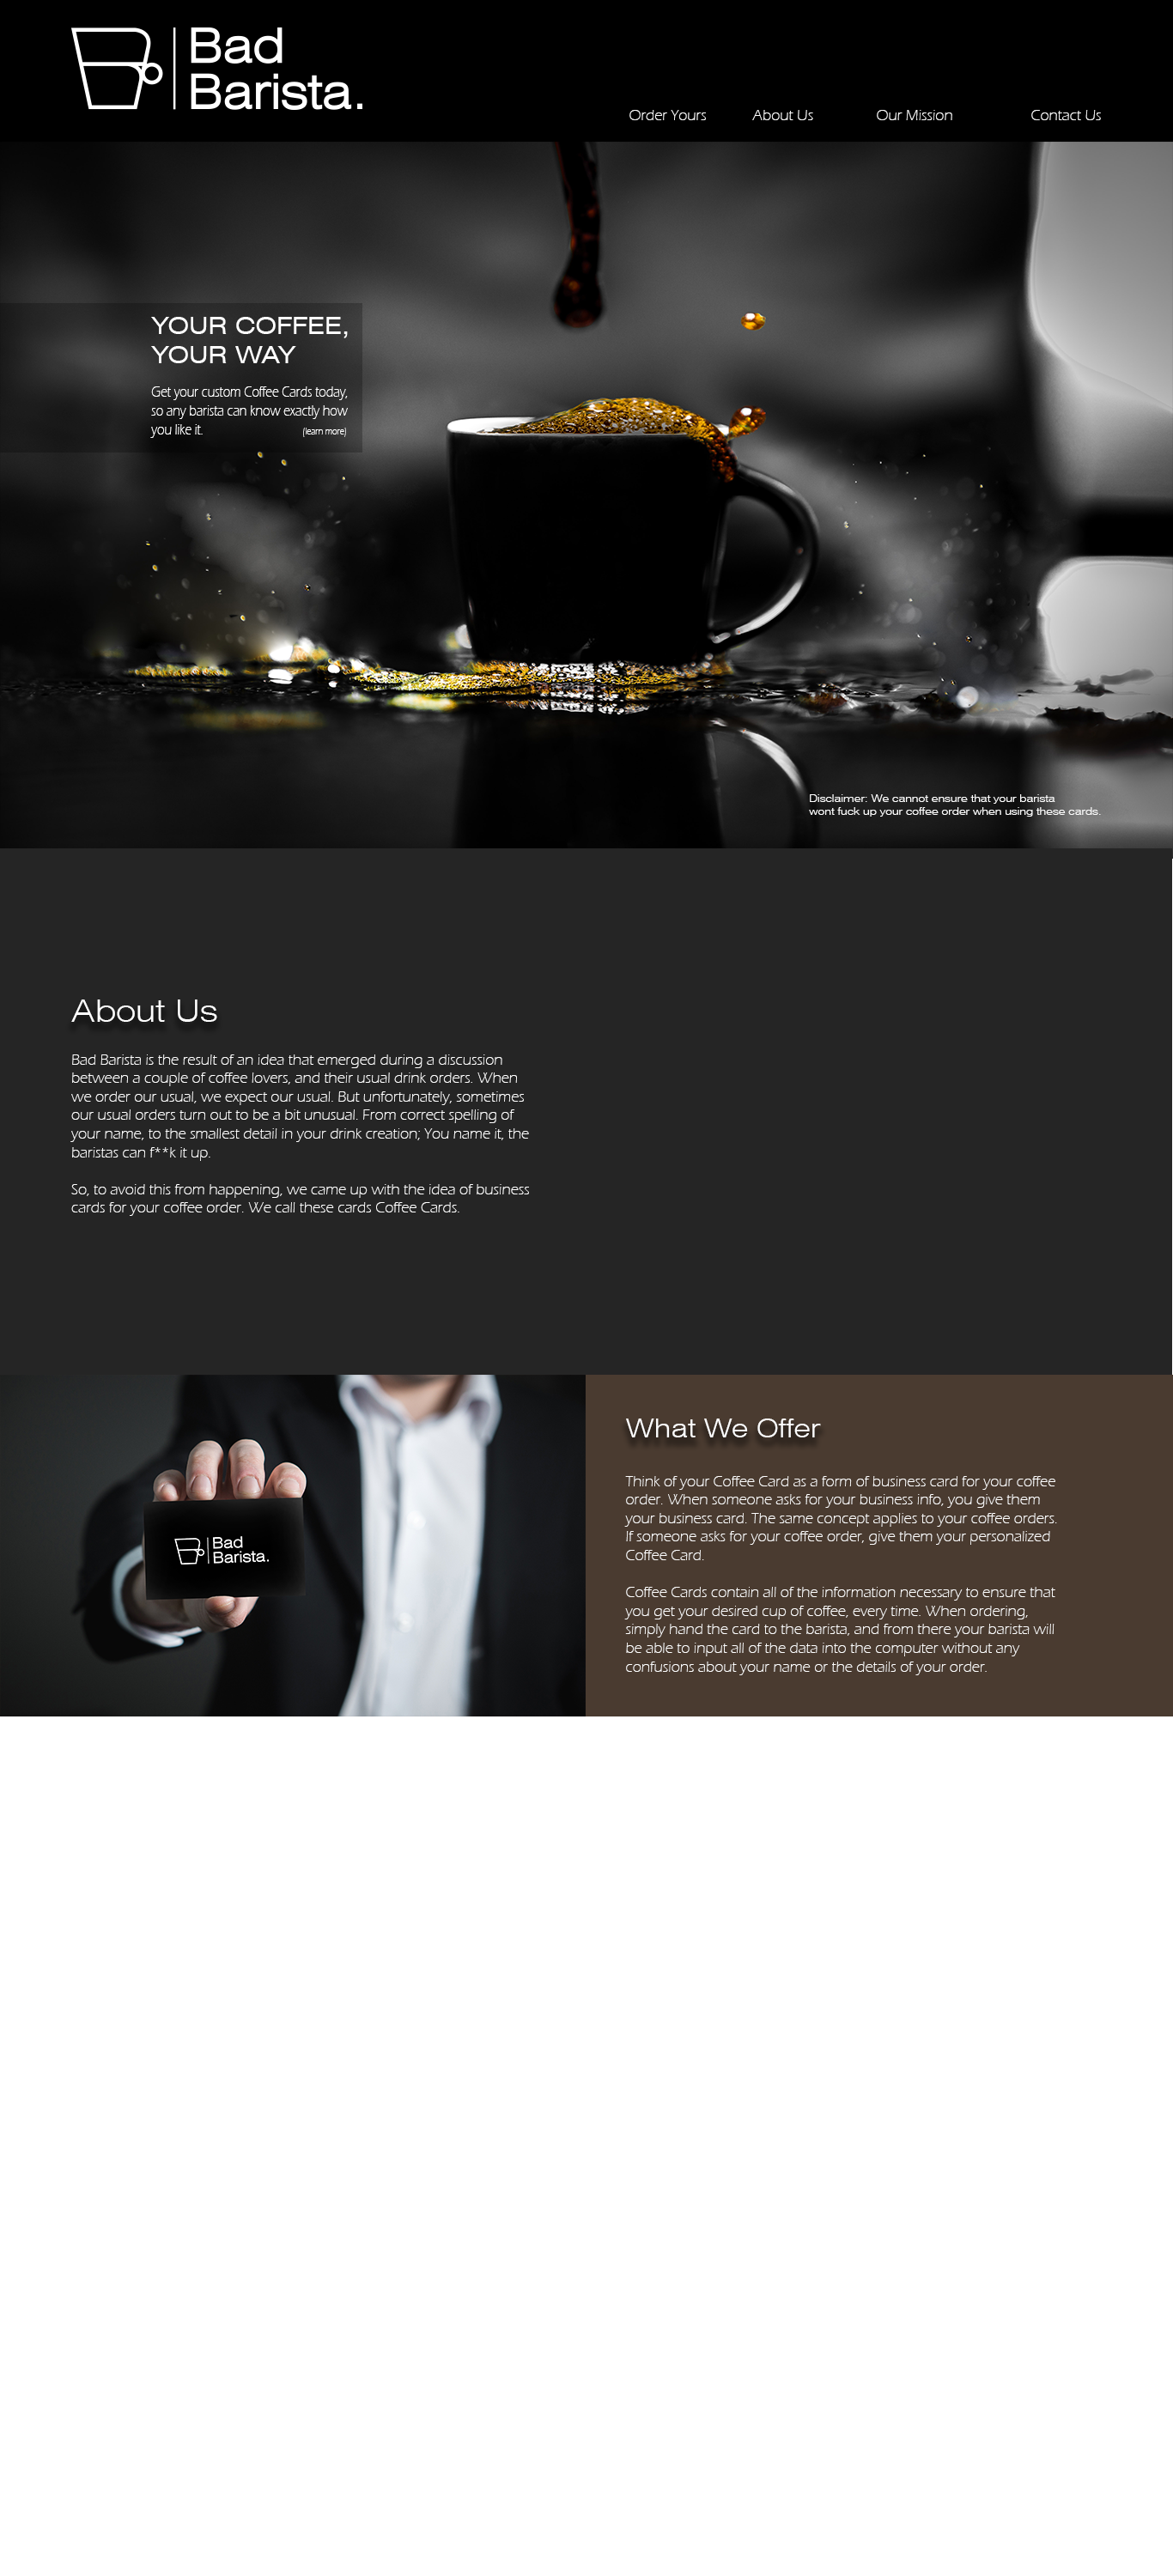 Bad
Barista.
Order Yours About Us Our Mission Contact Us
YOUR COFFEE,
YOUR WAY
Get your custom Coffee Cards today,
so any barista can know exactly how
you like it. (learn more)
Disclaimer: We cannot ensure that your barista
wont fuck up your coffee order when using these cards.
About Us
Bad Barista is the result of an idea that emerged during a discussion
between a couple of coffee lovers, and their usual drink orders. When
we order our usual, we expect our usual. But unfortunately, sometimes
our usual orders turn out to be a bit unusual. From correct spelling of
your name, to the smallest detail in your drink creation; You name it, the
baristas can f**k it up.
So, to avoid this from happening, we came up with the idea of business
cards for your coffee order. We call these cards Coffee Cards.
Bad
Barista.
What We Offer
Think of your Coffee Card as a form of business card for your coffee
order. When someone asks for your business info, you give them
your business card. The same concept applies to your coffee orders.
If someone asks for your coffee order, give them your personalized
Coffee Card.
Coffee Cards contain all of the information necessary to ensure that
you get your desired cup of coffee, every time. When ordering,
simply hand the card to the barista, and from there your barista will
be able to input all of the data into the computer without any
confusions about your name or the details of your order.